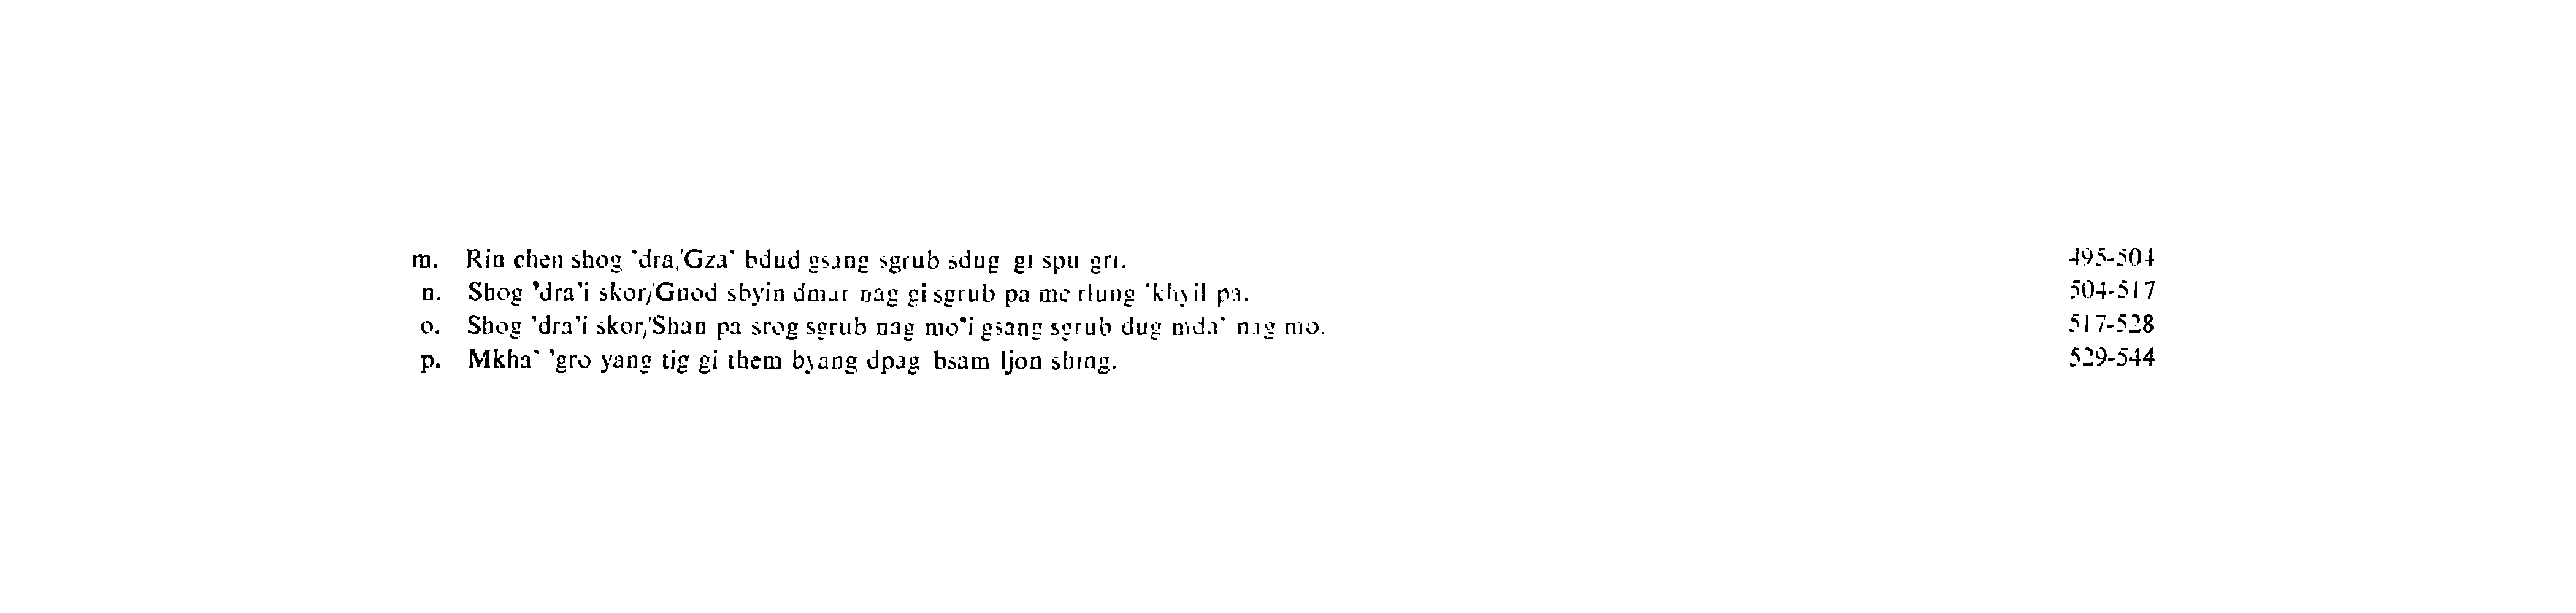 m. Rin chen shog 'dra/Gza' bdud gsang sgrub sdug gi spu gri. 495-504
n. Shog 'dra'i skor/Gnod sbyin dmar nag gi sgrub pa me rlung 'khyil pa. 504-517
o. Shog 'dra'i skor/Shan pa srog sgrub nag mo'i gsang sgrub dug mda' nag mo. 517-528
p. Mkha' 'gro yang tig gi them byang dpag bsam ljon shing. 529-544